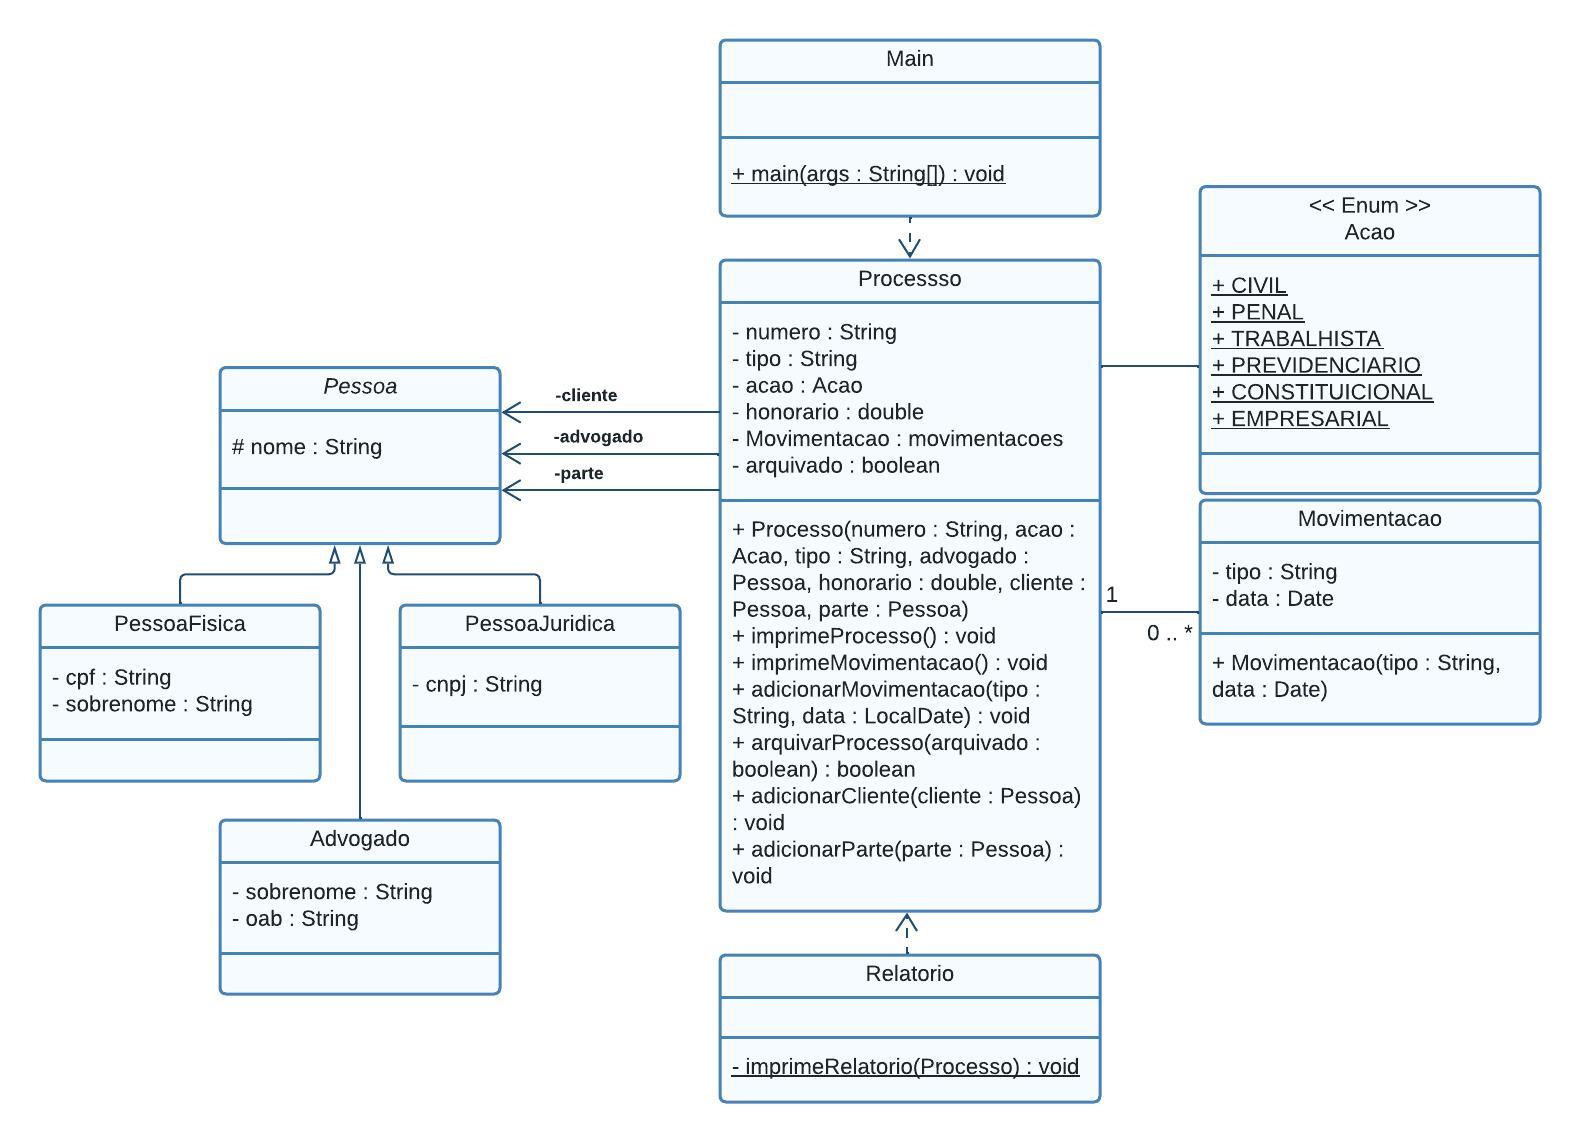 Main
+ main(args : String[]) : void
<< Enum >>
Acao
+ CIVIL
+ PENAL
+ TRABALHISTA
+ PREVIDENCIARIO
+ CONSTITUICIONAL
+ EMPRESARIAL
Processso
- numero : String
- tipo : String
- acao : Acao
- honorario : double
- Movimentacao : movimentacoes
- arquivado : boolean
+ Processo(numero : String, acao :
Acao, tipo : String, advogado :
Pessoa, honorario : double, cliente :
Pessoa, parte : Pessoa)
+ imprimeProcesso() : void
+ imprimeMovimentacao() : void
+ adicionarMovimentacao(tipo :
String, data : LocalDate) : void
+ arquivarProcesso(arquivado :
boolean) : boolean
+ adicionarCliente(cliente : Pessoa)
: void
+ adicionarParte(parte : Pessoa) :
void
-cliente
-advogado
-parte
Pessoa
# nome : String
1
0 .. *
Movimentacao
- tipo : String
- data : Date
+ Movimentacao(tipo : String,
data : Date)
PessoaFisica
- cpf : String
- sobrenome : String
PessoaJuridica
- cnpj : String
Advogado
- sobrenome : String
- oab : String
Relatorio
- imprimeRelatorio(Processo) : void